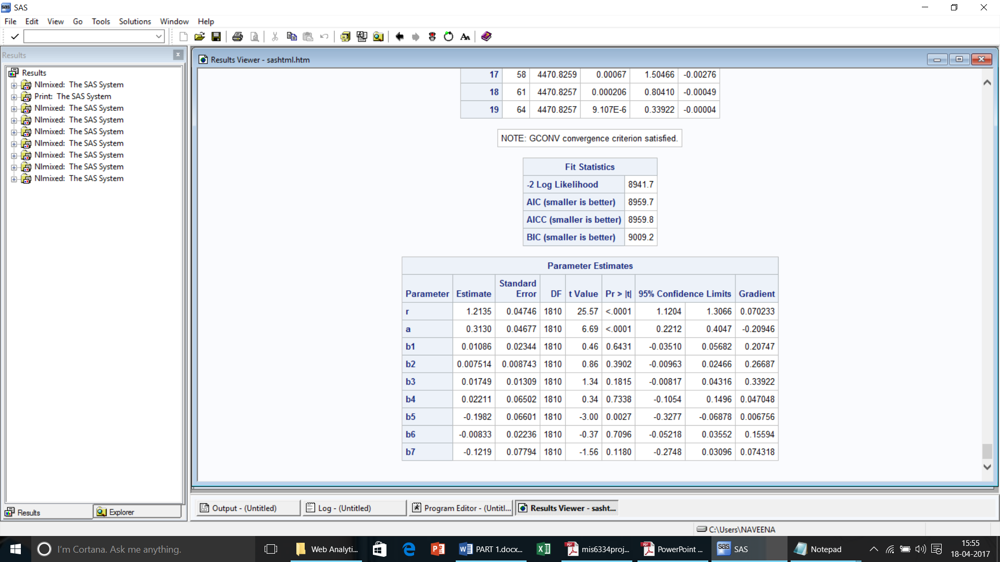 SAS
File Edit View Go Tools Solutions Window Help
Results
Results
NImixed: The SAS System
Print: The SAS System
NImixed: The SAS System
NImixed: The SAS System
NImixed: The SAS System
NImixed: The SAS System
NImixed: The SAS System
NImixed: The SAS System
NImixed: The SAS System
Results Explorer
Results Viewer - sashtml.htm
17 58 4470.8259 0.00067 1.50466 -0.00276
18 61 4470.8257 0.000206 0.80410 -0.00049
19 64 4470.8257 9.107E-6 0.33922 -0.00004
NOTE: GCONV convergence criterion satisfied.
Fit Statistics
-2 Log Likelihood 8941.7
AIC (smaller is better) 8959.7
AICC (smaller is better) 8959.8
BIC (smaller is better) 9009.2
Parameter Estimates
Parameter Estimate Standard Error DF t Value Pr > |t| 95% Confidence Limits Gradient
r 1.2135 0.04746 1810 25.57 <.0001 1.1204 1.3066 0.070233
a 0.3130 0.04677 1810 6.69 <.0001 0.2212 0.4047 -0.20946
b1 0.01086 0.02344 1810 0.46 0.6431 -0.03510 0.05682 0.20747
b2 0.007514 0.008743 1810 0.86 0.3902 -0.00963 0.02466 0.26687
b3 0.01749 0.01309 1810 1.34 0.1815 -0.00817 0.04316 0.33922
b4 0.02211 0.06502 1810 0.34 0.7338 -0.1054 0.1496 0.047048
b5 -0.1982 0.06601 1810 -3.00 0.0027 -0.3277 -0.06878 0.006756
b6 -0.00833 0.02236 1810 -0.37 0.7096 -0.05218 0.03552 0.15594
b7 -0.1219 0.07794 1810 -1.56 0.1180 -0.2748 0.03096 0.074318
Output - (Untitled) Log - (Untitled) Program Editor - (Untitl... Results Viewer - sasht...
C:\Users\NAVEENA
I'm Cortana. Ask me anything. Web Analyti... PART 1.docx... mis6334proj... PowerPoint ... SAS Notepad
15:55
18-04-2017